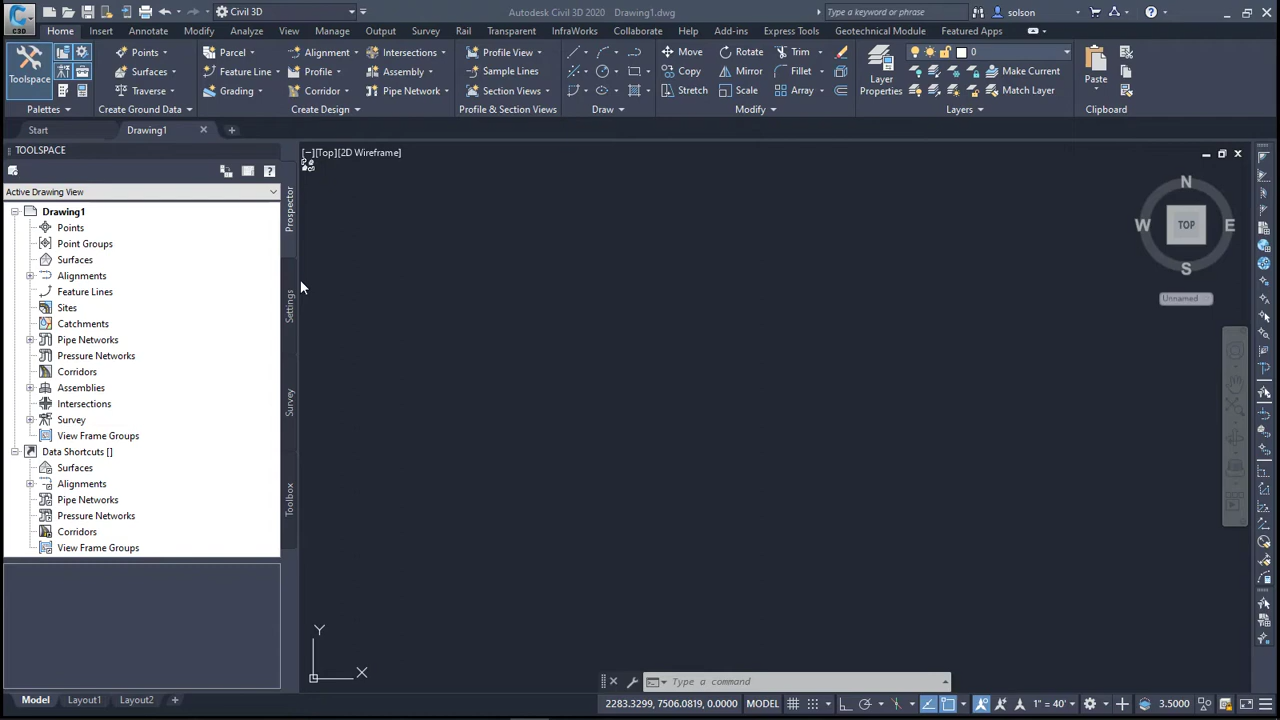 Civil 3D
Autodesk Civil 3D 2020 Drawing1.dwg
Type a keyword or phrase
solson
C3D
Home Insert Annotate Modify Analyze View Manage Output Survey Rail Transparent InfraWorks Collaborate Help Add-ins Express Tools Geotechnical Module Featured Apps
Toolspace
Points
Surfaces
Traverse
Parcel
Feature Line
Grading
Alignment
Profile
Corridor
Intersections
Assembly
Pipe Network
Profile View
Sample Lines
Section Views
Move
Copy
Stretch
Rotate
Mirror
Scale
Trim
Fillet
Array
Layer
Properties
0
Make Current
Match Layer
Paste
Palettes Create Ground Data Create Design Profile & Section Views Draw Modify Layers Clipboard
Start Drawing1
TOOLSPACE
Active Drawing View
Drawing1
Points
Point Groups
Surfaces
Alignments
Feature Lines
Sites
Catchments
Pipe Networks
Pressure Networks
Corridors
Assemblies
Intersections
Survey
View Frame Groups
Data Shortcuts []
Surfaces
Alignments
Pipe Networks
Pressure Networks
Corridors
View Frame Groups
Prospector
Settings
Survey
Toolbox
[−][Top][2D Wireframe]
N
W TOP E
S
Unnamed
Y
X
Type a command
Model Layout1 Layout2
2283.3299, 7506.0819, 0.0000 MODEL 1" = 40' 3.5000